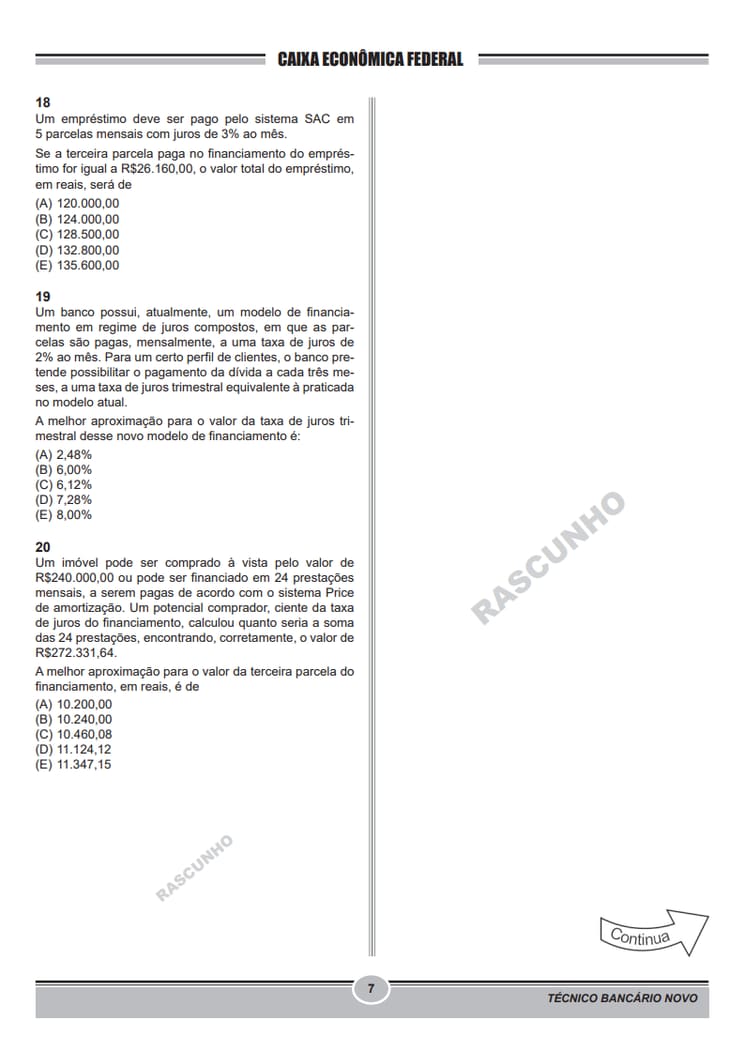 CAIXA ECONÔMICA FEDERAL
18
Um empréstimo deve ser pago pelo sistema SAC em
5 parcelas mensais com juros de 3% ao mês.
Se a terceira parcela paga no financiamento do emprés-
timo for igual a R$26.160,00, o valor total do empréstimo,
em reais, será de
(A) 120.000,00
(B) 124.000,00
(C) 128.500,00
(D) 132.800,00
(E) 135.600,00
19
Um banco possui, atualmente, um modelo de financia-
mento em regime de juros compostos, em que as par-
celas são pagas, mensalmente, a uma taxa de juros de
2% ao mês. Para um certo perfil de clientes, o banco pre-
tende possibilitar o pagamento da dívida a cada três me-
ses, a uma taxa de juros trimestral equivalente à praticada
no modelo atual.
A melhor aproximação para o valor da taxa de juros tri-
mestral desse novo modelo de financiamento é:
(A) 2,48%
(B) 6,00%
(C) 6,12%
(D) 7,28%
(E) 8,00%
20
Um imóvel pode ser comprado à vista pelo valor de
R$240.000,00 ou pode ser financiado em 24 prestações
mensais, a serem pagas de acordo com o sistema Price
de amortização. Um potencial comprador, ciente da taxa
de juros do financiamento, calculou quanto seria a soma
das 24 prestações, encontrando, corretamente, o valor de
R$272.331,64.
A melhor aproximação para o valor da terceira parcela do
financiamento, em reais, é de
(A) 10.200,00
(B) 10.240,00
(C) 10.460,08
(D) 11.124,12
(E) 11.347,15
RASCUNHO
RASCUNHO
Continua
7
TÉCNICO BANCÁRIO NOVO